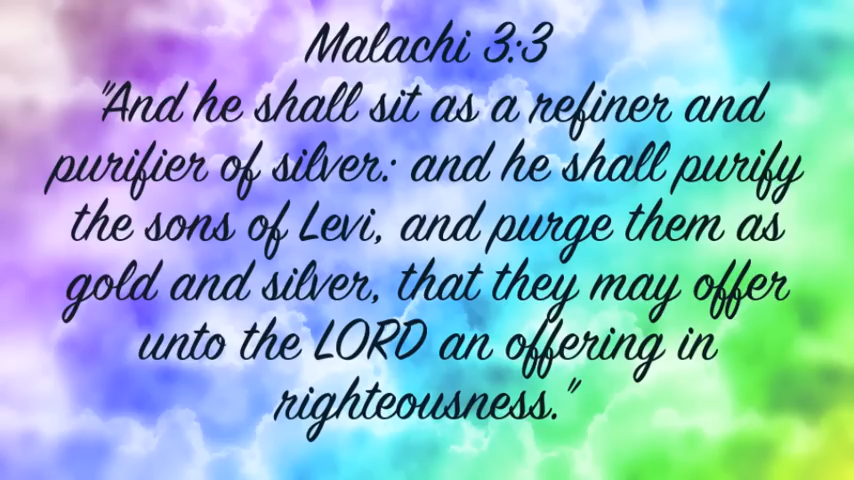 Malachi 3:3
"And he shall sit as a refiner and
purifier of silver: and he shall purify
the sons of Levi, and purge them as
gold and silver, that they may offer
unto the LORD an offering in
righteousness."